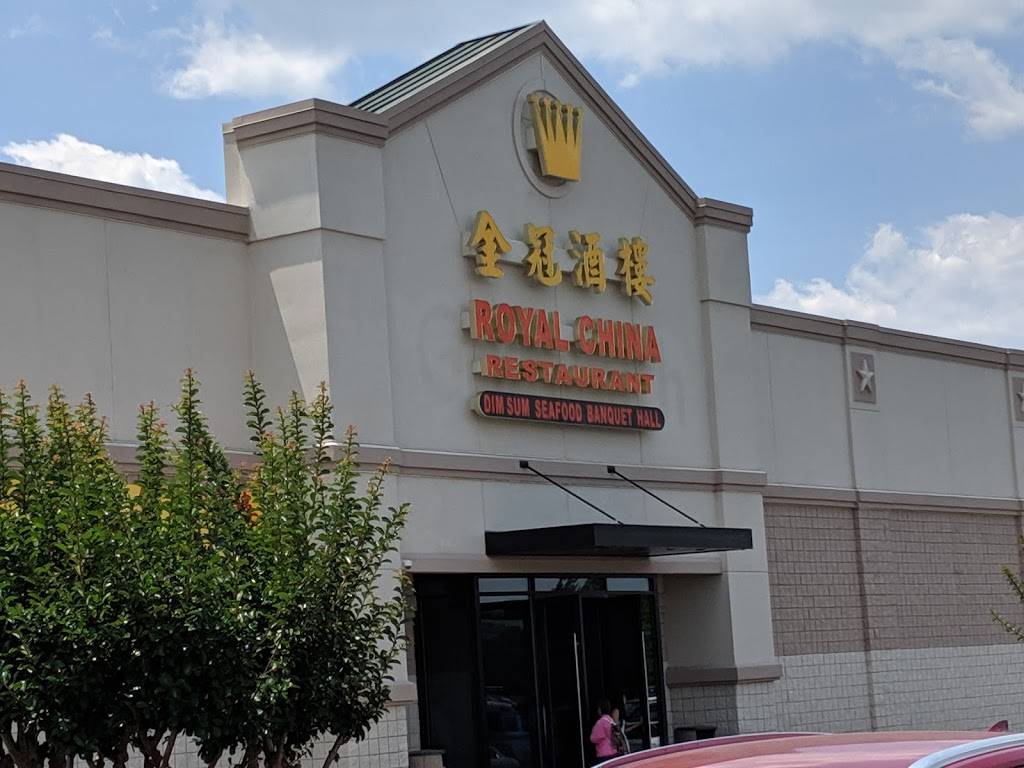 金冠酒樓
ROYAL CHINA
RESTAURANT
DIM SUM SEAFOOD BANQUET HALL